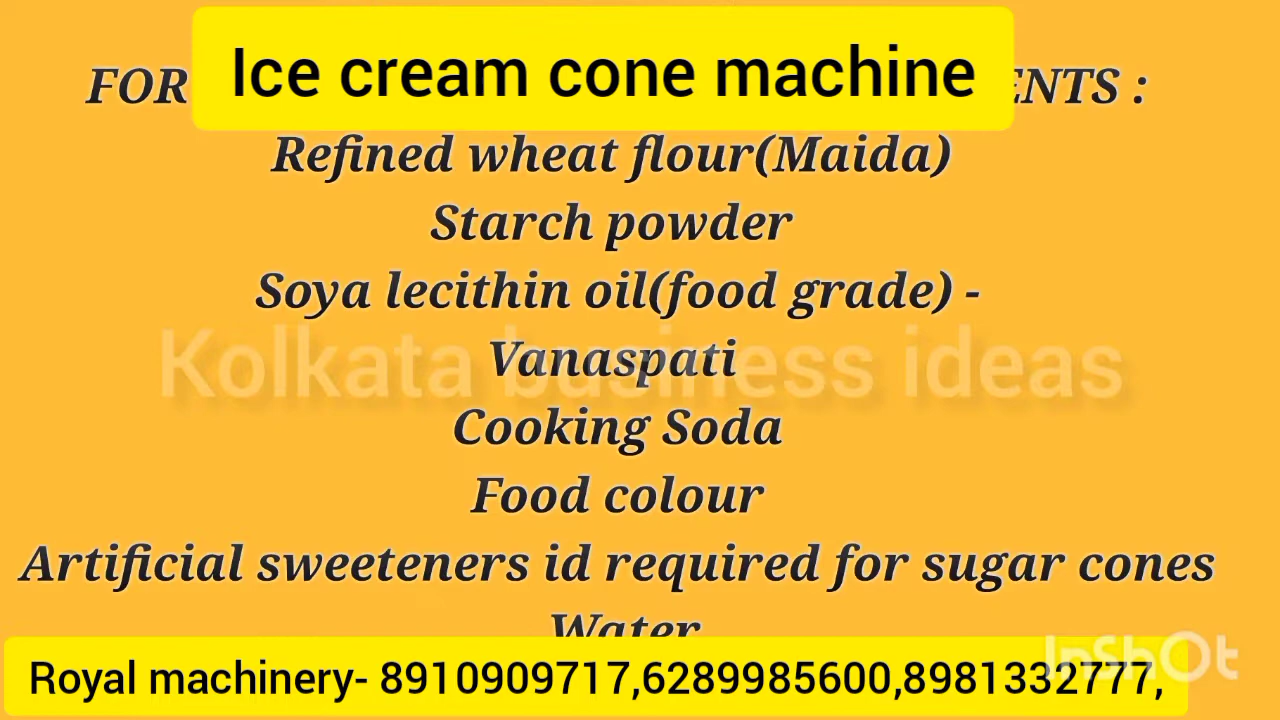 Ice cream cone machine
FOR ENTS :
Refined wheat flour(Maida)
Starch powder
Soya lecithin oil(food grade) -
Vanaspati
Kolkata business ideas
Cooking Soda
Food colour
Artificial sweeteners id required for sugar cones
Water
InShOt
Royal machinery- 8910909717,6289985600,8981332777,